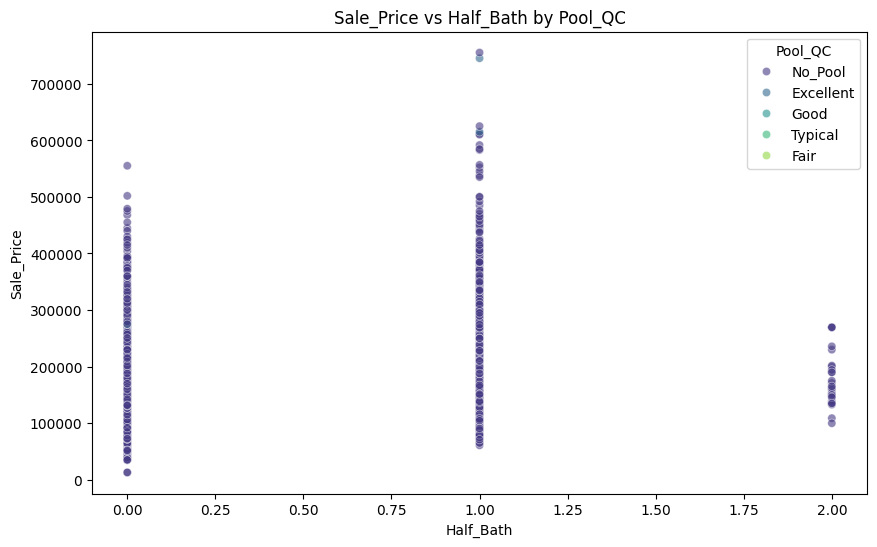 Sale_Price vs Half_Bath by Pool_QC
Pool_QC
No_Pool
Excellent
Good
Typical
Fair
Sale_Price
700000
600000
500000
400000
300000
200000
100000
0
0.00 0.25 0.50 0.75 1.00 1.25 1.50 1.75 2.00
Half_Bath